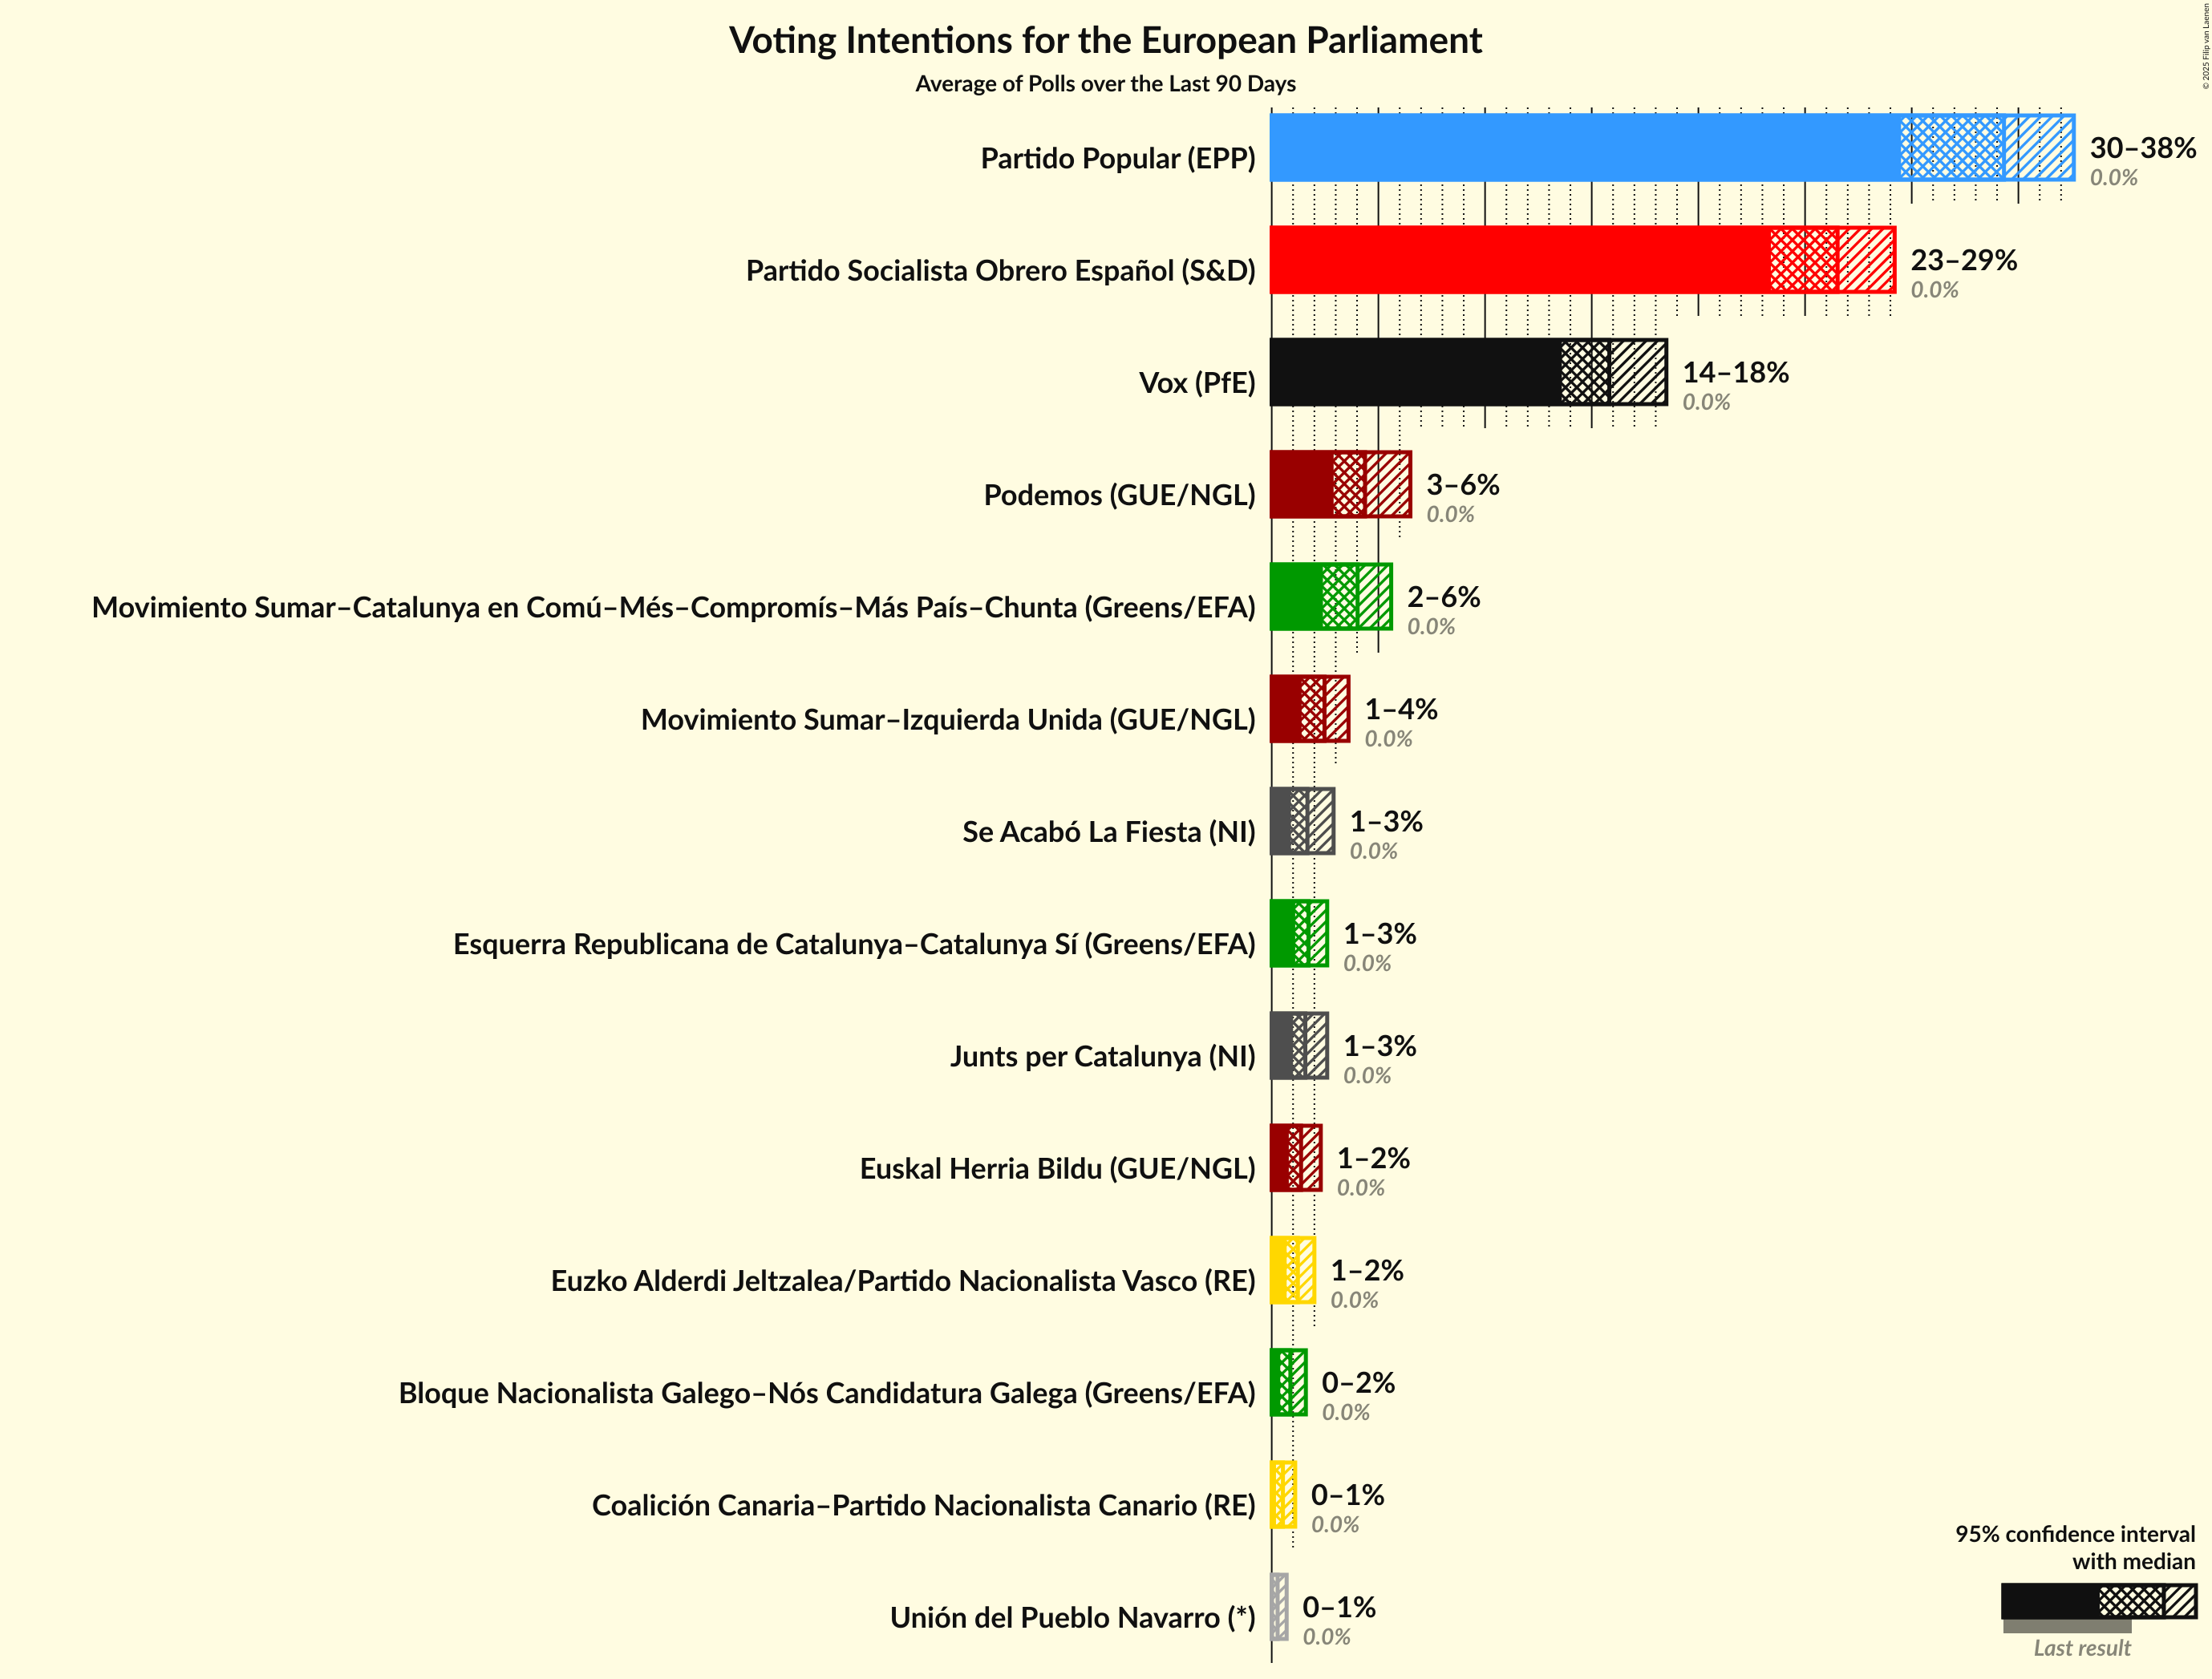 Voting Intentions for the European Parliament
Average of Polls over the Last 90 Days
© 2025 Filip van Laenen
Partido Popular (EPP)
30–38%
0.0%
Partido Socialista Obrero Español (S&D)
23–29%
0.0%
Vox (PfE)
14–18%
0.0%
Podemos (GUE/NGL)
3–6%
0.0%
Movimiento Sumar–Catalunya en Comú–Més–Compromís–Más País–Chunta (Greens/EFA)
2–6%
0.0%
Movimiento Sumar–Izquierda Unida (GUE/NGL)
1–4%
0.0%
Se Acabó La Fiesta (NI)
1–3%
0.0%
Esquerra Republicana de Catalunya–Catalunya Sí (Greens/EFA)
1–3%
0.0%
Junts per Catalunya (NI)
1–3%
0.0%
Euskal Herria Bildu (GUE/NGL)
1–2%
0.0%
Euzko Alderdi Jeltzalea/Partido Nacionalista Vasco (RE)
1–2%
0.0%
Bloque Nacionalista Galego–Nós Candidatura Galega (Greens/EFA)
0–2%
0.0%
Coalición Canaria–Partido Nacionalista Canario (RE)
0–1%
0.0%
Unión del Pueblo Navarro (*)
0–1%
0.0%
95% confidence interval
with median
Last result